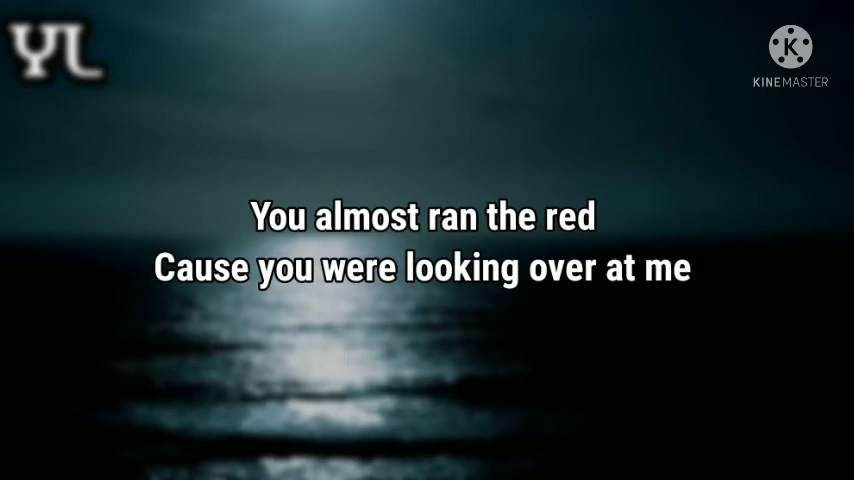 YL
K
KINEMASTER
You almost ran the red
Cause you were looking over at me